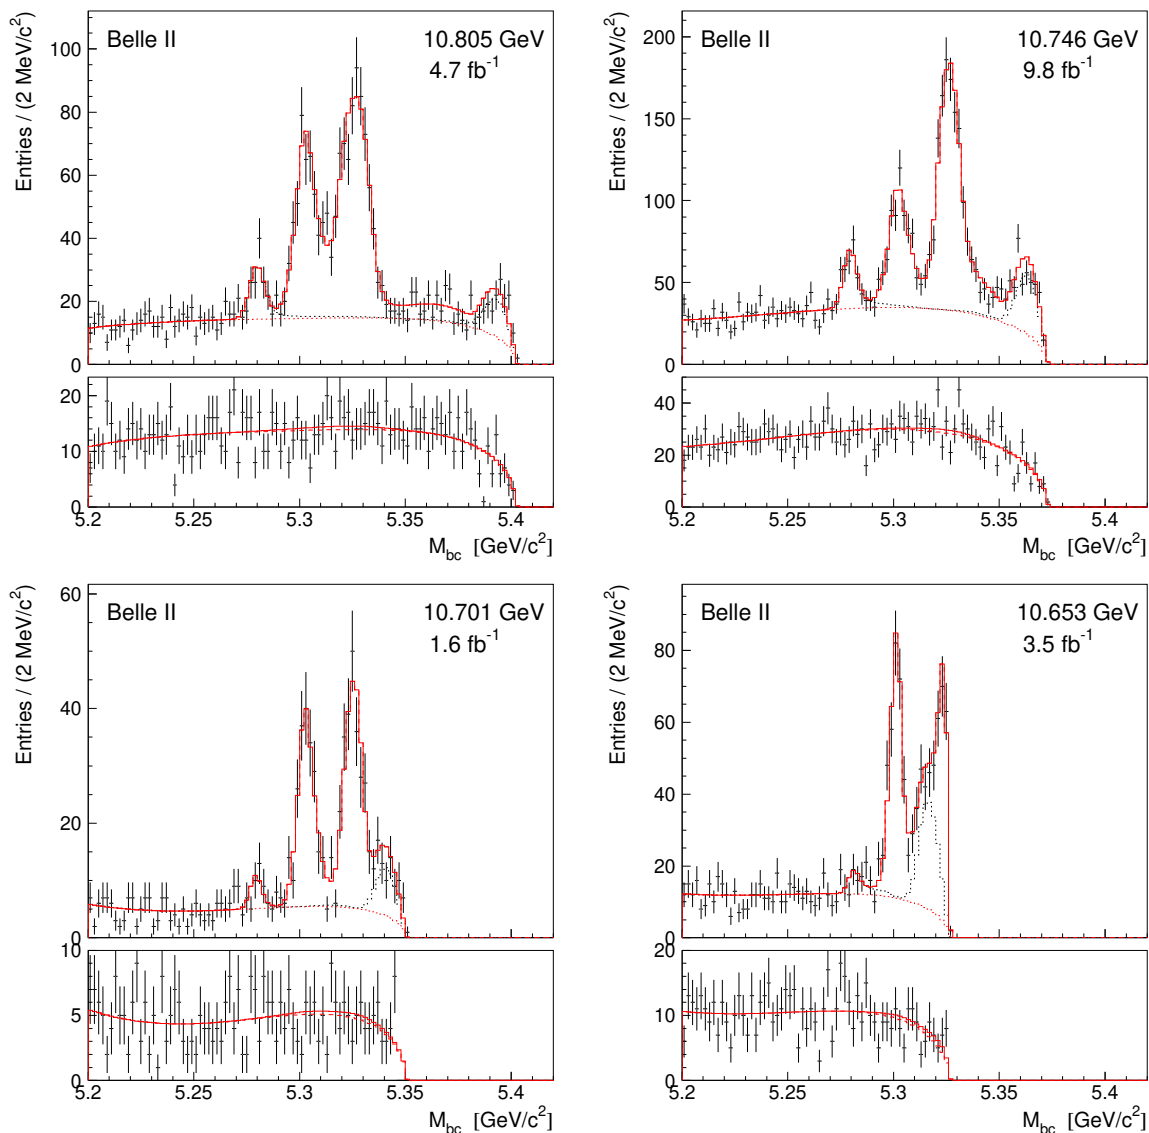 Entries / (2 MeV/c²)
Belle II
10.805 GeV
4.7 fb⁻¹
100
80
60
40
20
0
20
10
0
5.2 5.25 5.3 5.35 5.4
M_bc [GeV/c²]
Entries / (2 MeV/c²)
Belle II
10.746 GeV
9.8 fb⁻¹
200
150
100
50
0
40
20
0
5.2 5.25 5.3 5.35 5.4
M_bc [GeV/c²]
Entries / (2 MeV/c²)
Belle II
10.701 GeV
1.6 fb⁻¹
60
40
20
0
10
5
0
5.2 5.25 5.3 5.35 5.4
M_bc [GeV/c²]
Entries / (2 MeV/c²)
Belle II
10.653 GeV
3.5 fb⁻¹
80
60
40
20
0
20
10
0
5.2 5.25 5.3 5.35 5.4
M_bc [GeV/c²]